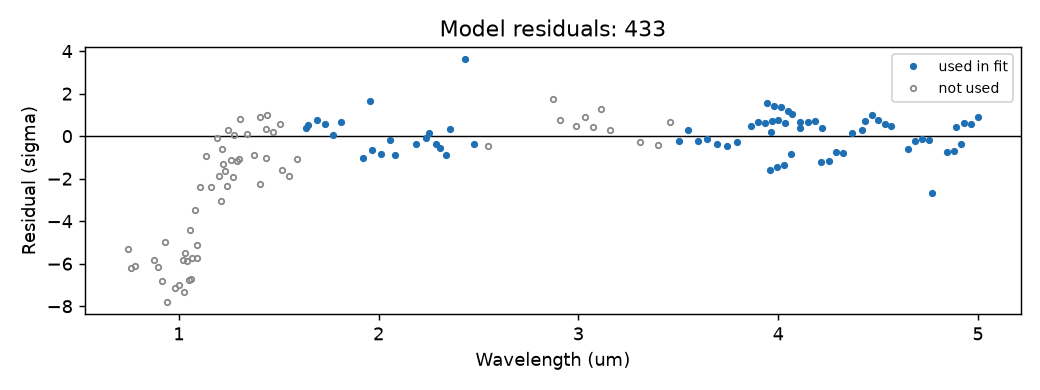 Model residuals: 433
4
2
0
−2
−4
−6
−8
Residual (sigma)
used in fit
not used
1
2
3
4
5
Wavelength (um)